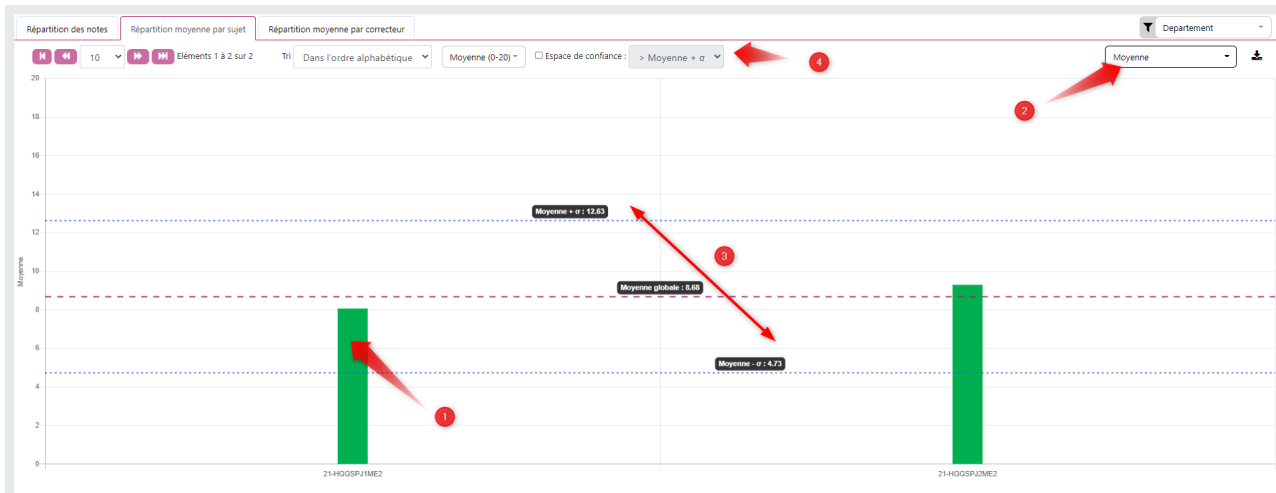 Répartition des notes
Répartition moyenne par sujet
Répartition moyenne par correcteur
Departement
10
Eléments 1 à 2 sur 2
Tri
Dans l'ordre alphabétique
Moyenne (0-20)
Espace de confiance :
> Moyenne + σ
4
Moyenne
2
20
18
16
14
12
10
8
6
4
2
0
Moyenne
Moyenne + σ : 12.63
3
Moyenne globale : 8.68
Moyenne - σ : 4.73
1
21-HGGSPJ1ME2
21-HGGSPJ2ME2